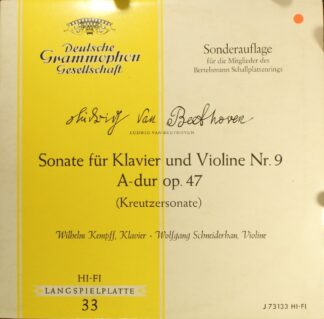 Deutsche
Grammophon
Gesellschaft
Sonderauflage
für die Mitglieder des
Bertelsmann Schallplattenrings
Ludwig van Beethoven
LUDWIG VAN BEETHOVEN
Sonate für Klavier und Violine Nr. 9
A-dur op. 47
(Kreutzersonate)
Wilhelm Kempff, Klavier - Wolfgang Schneiderhan, Violine
HI-FI
LANGSPIELPLATTE
33
J 73133 HI-FI